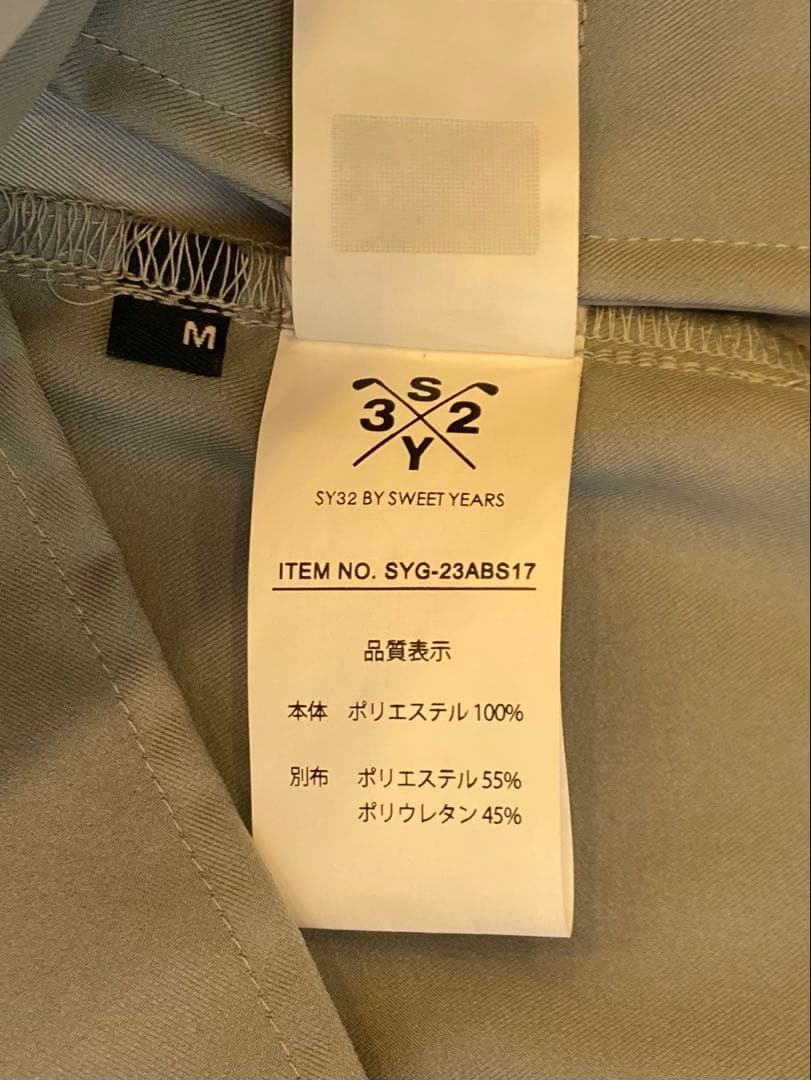 M
S
3 2
Y
SY32 BY SWEET YEARS
ITEM NO. SYG-23ABS17
品質表示
本体 ポリエステル 100%
別布 ポリエステル 55%
ポリウレタン 45%